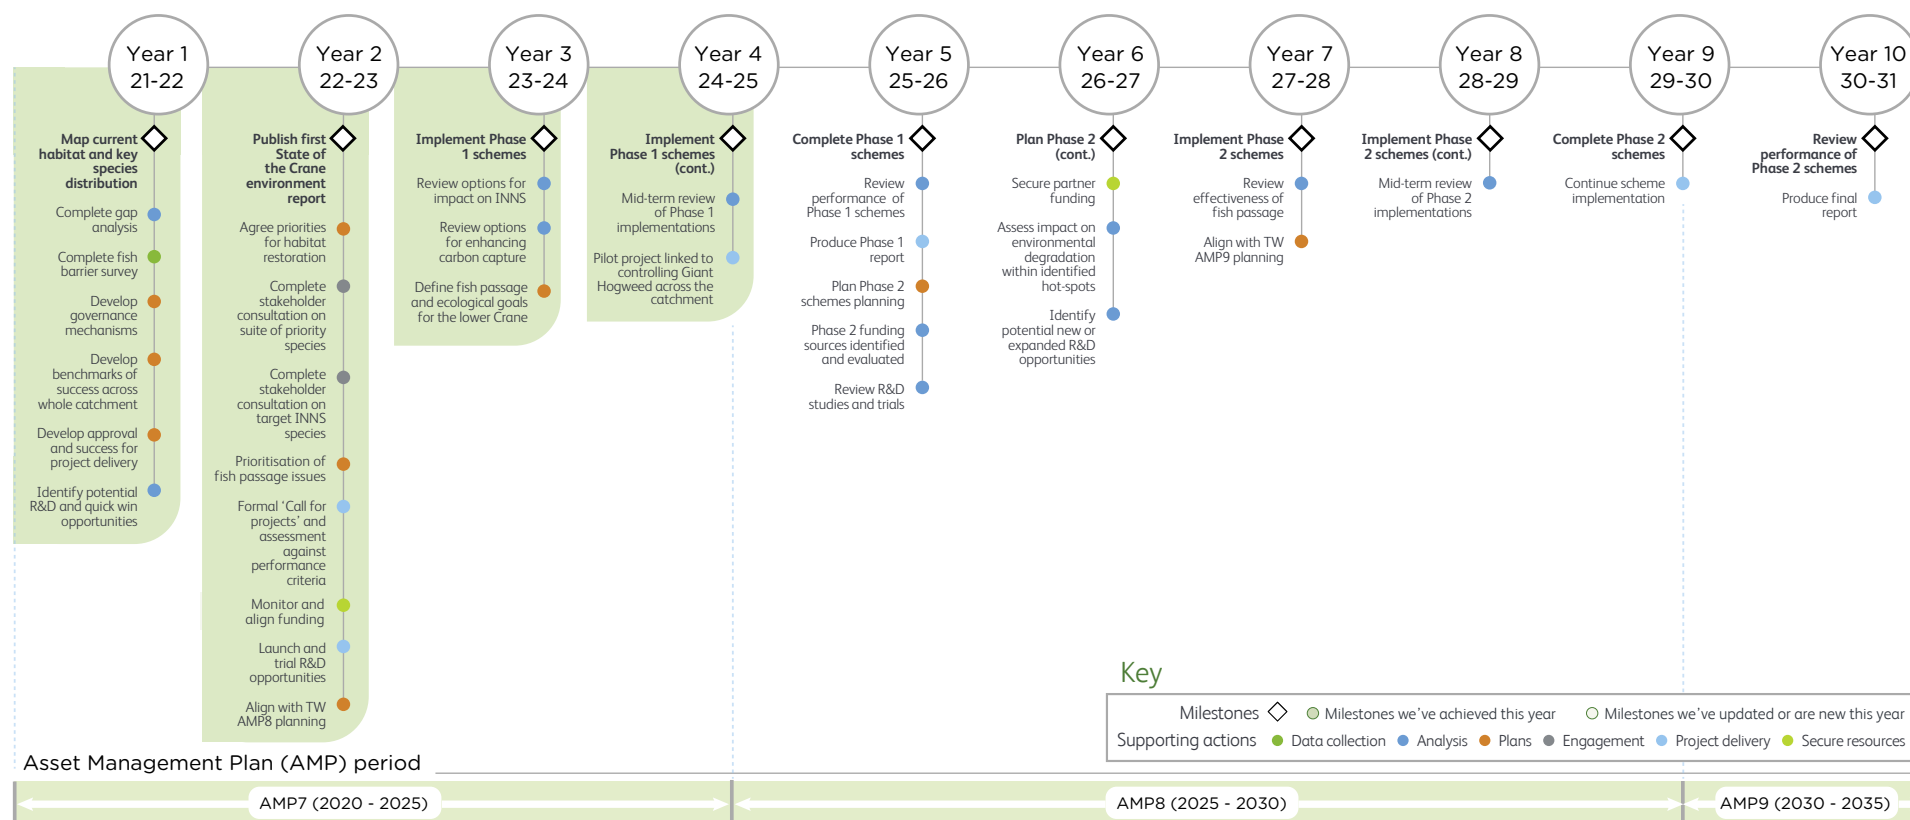 Year 1
21-22
Year 2
22-23
Year 3
23-24
Year 4
24-25
Year 5
25-26
Year 6
26-27
Year 7
27-28
Year 8
28-29
Year 9
29-30
Year 10
30-31
Map current
habitat and key
species
distribution
Complete gap
analysis
Complete fish
barrier survey
Develop
governance
mechanisms
Develop
benchmarks of
success across
whole catchment
Develop approval
and success for
project delivery
Identify potential
R&D and quick win
opportunities
Publish first
State of
the Crane
environment
report
Agree priorities
for habitat
restoration
Complete
stakeholder
consultation on
suite of priority
species
Complete
stakeholder
consultation on
target INNS
species
Prioritisation of
fish passage issues
Formal ‘Call for
projects’ and
assessment
against
performance
criteria
Monitor and
align funding
Launch and
trial R&D
opportunities
Align with TW
AMP8 planning
Implement Phase
1 schemes
Review options for
impact on INNS
Review options
for enhancing
carbon capture
Define fish passage
and ecological goals
for the lower Crane
Implement
Phase 1 schemes
(cont.)
Mid-term review
of Phase 1
implementations
Pilot project linked to
controlling Giant
Hogweed across the
catchment
Complete Phase 1
schemes
Review
performance of
Phase 1 schemes
Produce Phase 1
report
Plan Phase 2
schemes planning
Phase 2 funding
sources identified
and evaluated
Review R&D
studies and trials
Plan Phase 2
(cont.)
Secure partner
funding
Assess impact on
environmental
degradation
within identified
hot-spots
Identify
potential new or
expanded R&D
opportunities
Implement Phase
2 schemes
Review
effectiveness of
fish passage
Align with TW
AMP9 planning
Implement Phase
2 schemes (cont.)
Mid-term review
of Phase 2
implementations
Complete Phase 2
schemes
Continue scheme
implementation
Review
performance of
Phase 2 schemes
Produce final
report
Key
Milestones Milestones we’ve achieved this year Milestones we’ve updated or are new this year
Supporting actions Data collection Analysis Plans Engagement Project delivery Secure resources
Asset Management Plan (AMP) period
AMP7 (2020 - 2025)
AMP8 (2025 - 2030)
AMP9 (2030 - 2035)